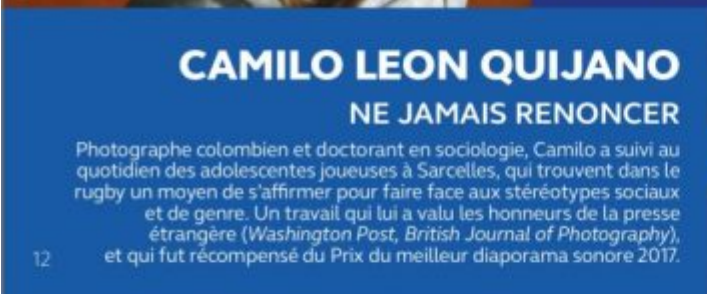 CAMILO LEON QUIJANO
NE JAMAIS RENONCER
Photographe colombien et doctorant en sociologie, Camilo a suivi au
quotidien des adolescentes joueuses à Sarcelles, qui trouvent dans le
rugby un moyen de s'affirmer pour faire face aux stéréotypes sociaux
et de genre. Un travail qui lui a valu les honneurs de la presse
étrangère (Washington Post, British Journal of Photography),
et qui fut récompensé du Prix du meilleur diaporama sonore 2017.
12